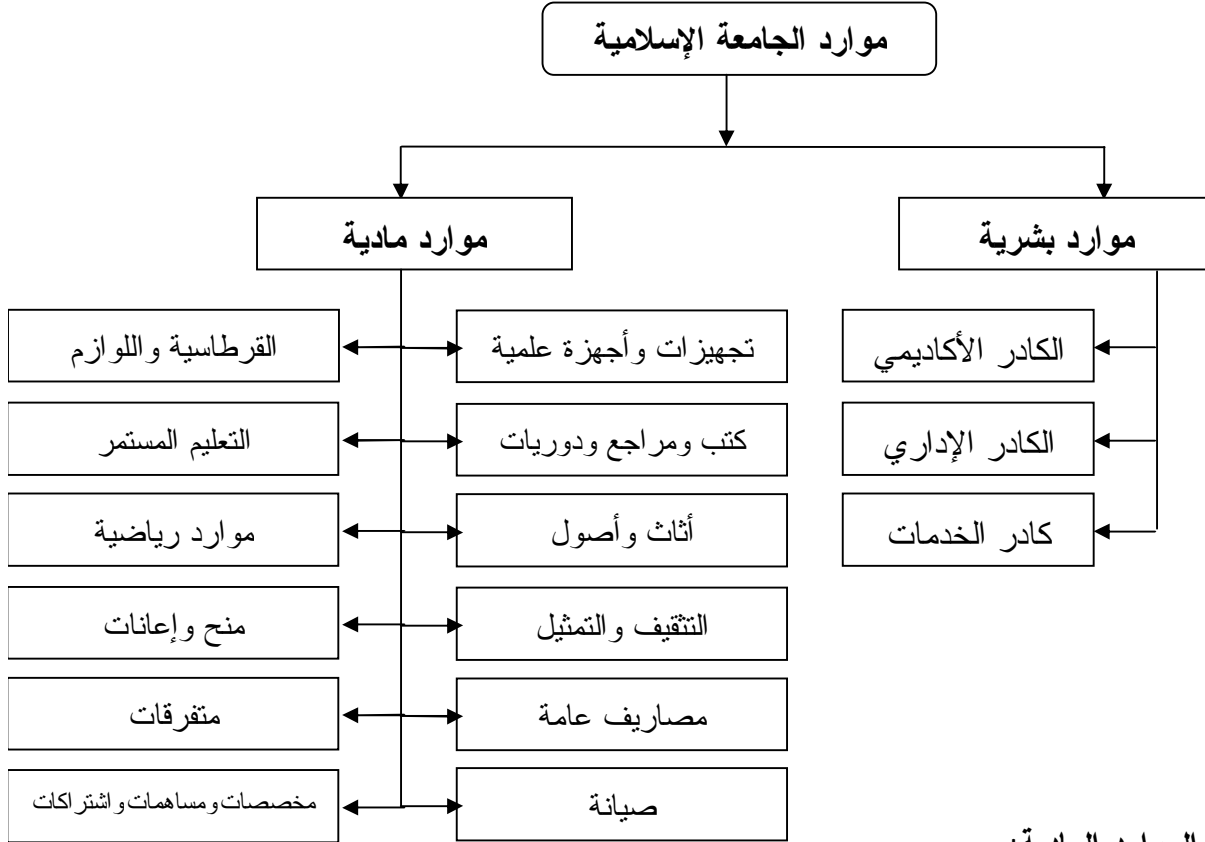 موارد الجامعة الإسلامية
موارد بشرية
موارد مادية
الكادر الأكاديمي
تجهيزات وأجهزة علمية
القرطاسية واللوازم
الكادر الإداري
كتب ومراجع ودوريات
التعليم المستمر
كادر الخدمات
أثاث وأصول
موارد رياضية
التثقيف والتمثيل
منح وإعانات
مصاريف عامة
متفرقات
صيانة
مخصصات ومساهمات واشتراكات